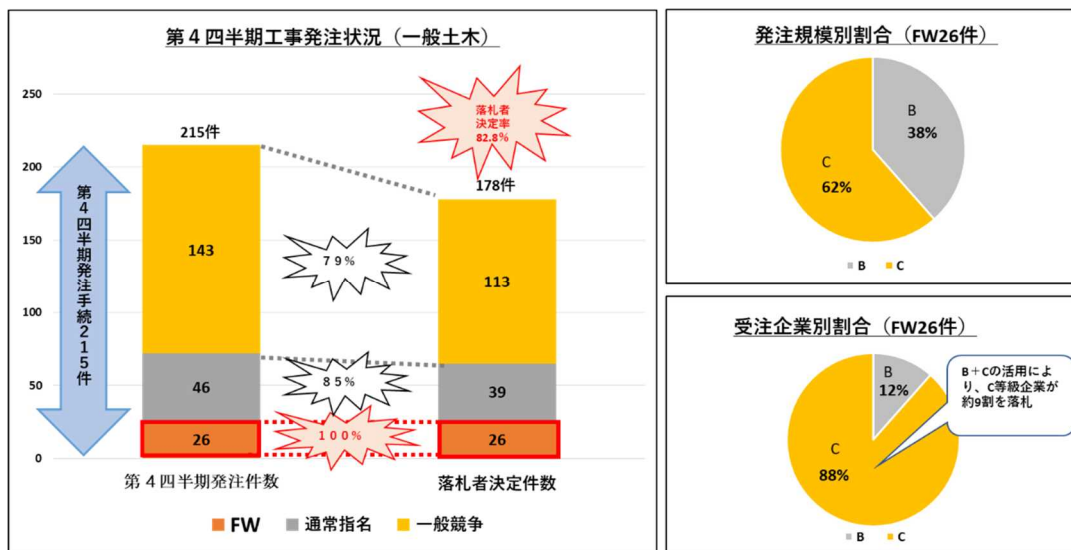 第４四半期工事発注状況（一般土木）
250
200
150
100
50
0
第４四半期発注手続２１５件
215件
143
46
26
79%
85%
100%
落札者
決定率
82.8%
178件
113
39
26
第４四半期発注件数
落札者決定件数
FW
通常指名
一般競争
発注規模別割合（FW26件）
B
38%
C
62%
B
C
受注企業別割合（FW26件）
B
12%
C
88%
B＋Cの活用によ
り、C等級企業が
約9割を落札
B
C